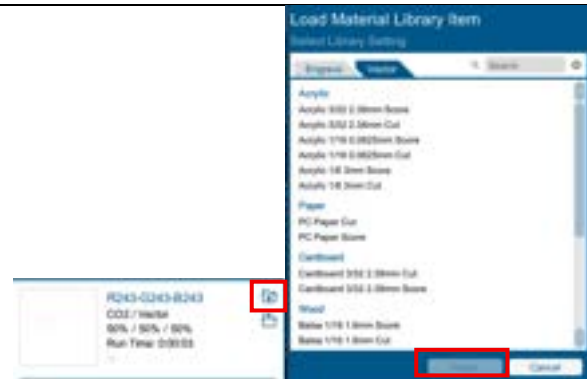 Load Material Library Item
Select Library Setting
Engrave Vector Search
Acrylic
Acrylic 3/32 2.38mm Score
Acrylic 3/32 2.38mm Cut
Acrylic 1/16 0.0625mm Score
Acrylic 1/16 0.0625mm Cut
Acrylic 1/8 3mm Score
Acrylic 1/8 3mm Cut
Paper
PC Paper Cut
PC Paper Score
Cardboard
Cardboard 3/32 2.38mm Cut
Cardboard 3/32 2.38mm Score
Wood
Balsa 1/16 1.6mm Score
Balsa 1/16 1.6mm Cut
Cancel
R243-G243-B243
CO2 / Vector
50% / 50% / 50%
Run Time: 0:00:03